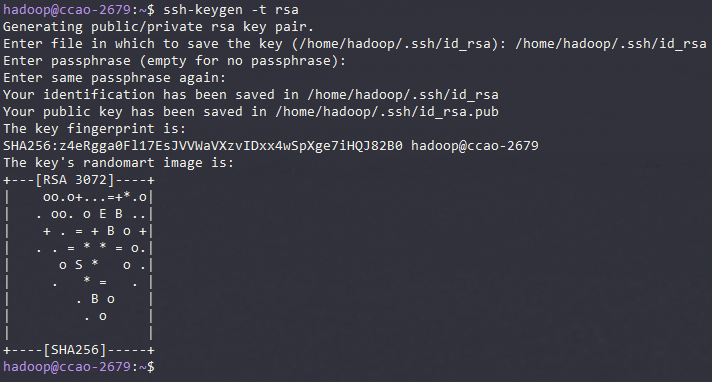 hadoop@ccao-2679:~$ ssh-keygen -t rsa
Generating public/private rsa key pair.
Enter file in which to save the key (/home/hadoop/.ssh/id_rsa): /home/hadoop/.ssh/id_rsa
Enter passphrase (empty for no passphrase):
Enter same passphrase again:
Your identification has been saved in /home/hadoop/.ssh/id_rsa
Your public key has been saved in /home/hadoop/.ssh/id_rsa.pub
The key fingerprint is:
SHA256:z4eRgga0Fl17EsJVVWaVXzvIDxx4wSpXge7iHQJ82B0 hadoop@ccao-2679
The key's randomart image is:
+---[RSA 3072]----+
|    oo.o+...=+*.o|
|   . oo. o E B ..|
|    + . = + B o +|
|   . . = * * = o.|
|      o S *   o .|
|     .   * =   . |
|        . B o    |
|         . o     |
|                 |
+----[SHA256]-----+
hadoop@ccao-2679:~$